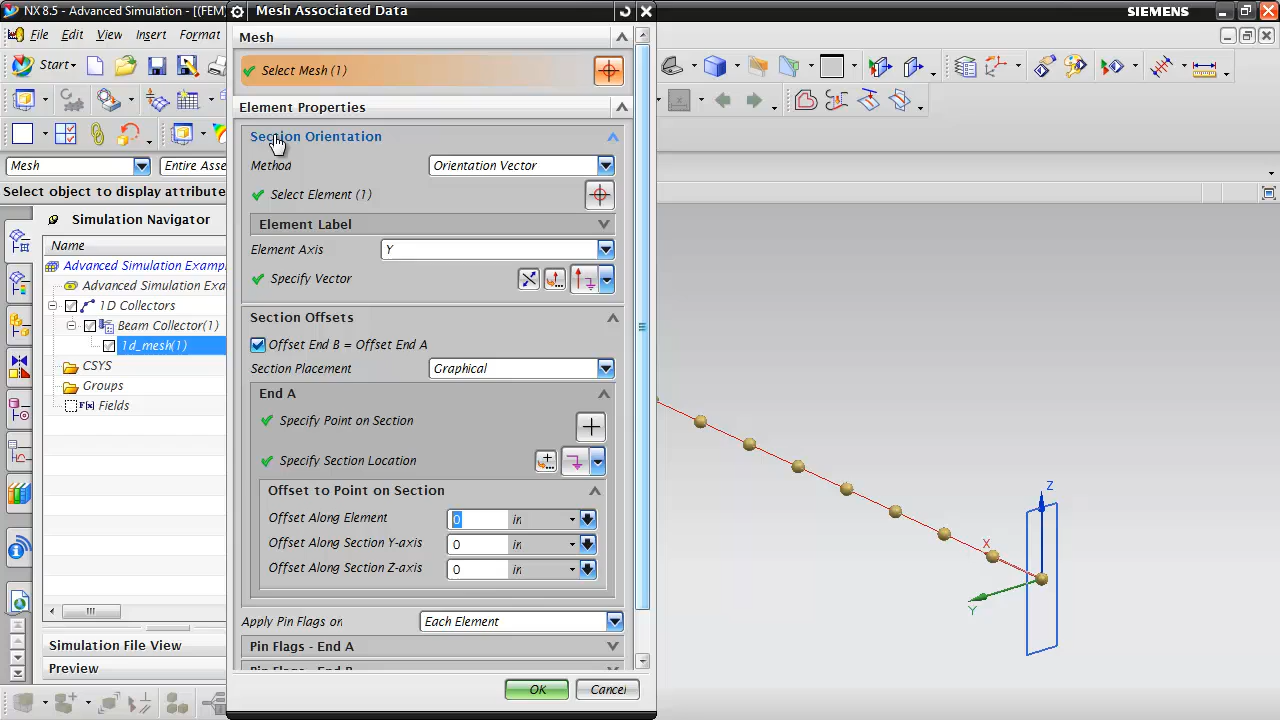 NX 8.5 - Advanced Simulation - [(FEM
Mesh Associated Data
SIEMENS
File Edit View Insert Format
Mesh
Start
Select Mesh (1)
Element Properties
Section Orientation
Mesh
Entire Asse
Method
Orientation Vector
Select object to display attribute
Select Element (1)
Simulation Navigator
Element Label
Name
Element Axis
Y
Advanced Simulation Examp
Specify Vector
Advanced Simulation Exa
1D Collectors
Section Offsets
Beam Collector(1)
1d_mesh(1)
Offset End B = Offset End A
CSYS
Section Placement
Graphical
Groups
End A
Fields
Specify Point on Section
Specify Section Location
Offset to Point on Section
Z
Offset Along Element
0 in
Offset Along Section Y-axis
0 in
X
Offset Along Section Z-axis
0 in
Y
Apply Pin Flags on
Each Element
Simulation File View
Pin Flags - End A
Preview
Pin Flags - End B
OK
Cancel